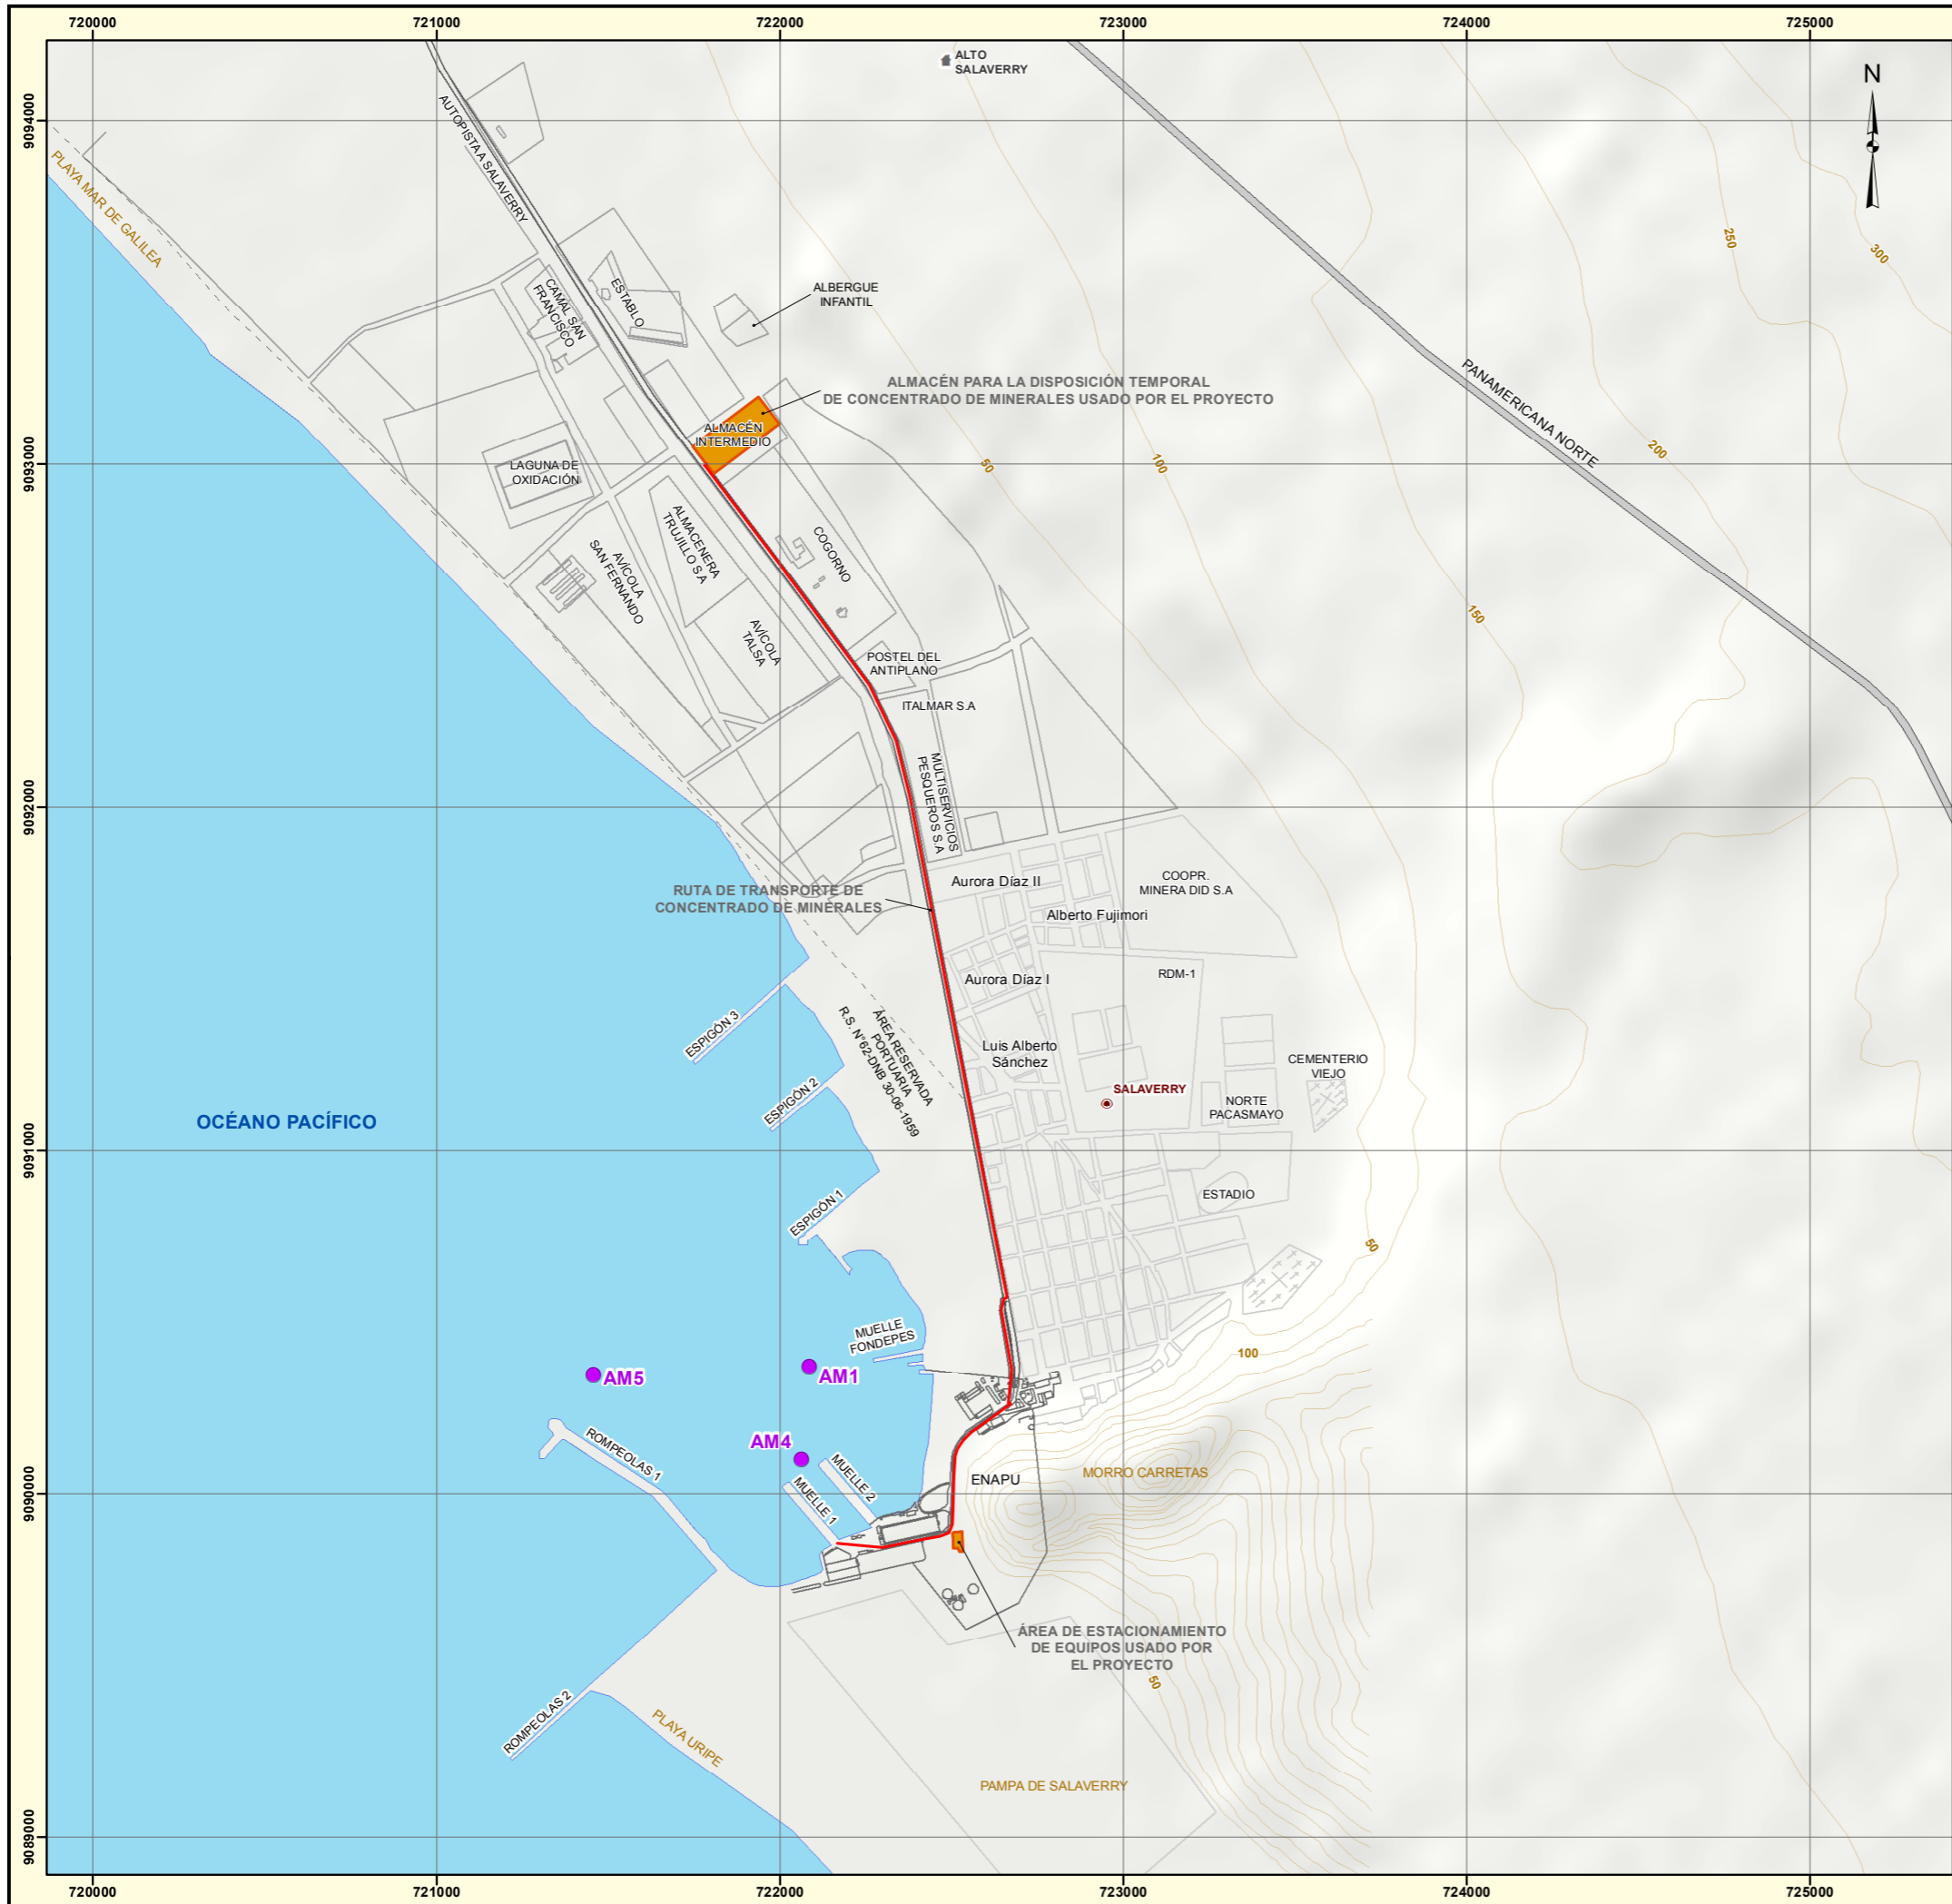 720000
721000
722000
723000
724000
725000
ALTO
SALAVERRY
N
9094000
AUTOPISTA A SALAVERRY
PLAYA MAR DE GALILEA
250
300
CAMAL SAN
FRANCISCO
ESTABLO
ALBERGUE
INFANTIL
ALMACÉN PARA LA DISPOSICIÓN TEMPORAL
DE CONCENTRADO DE MINERALES USADO POR EL PROYECTO
PANAMERICANA NORTE
ALMACÉN
INTERMEDIO
9093000
LAGUNA DE
OXIDACIÓN
50
100
200
ALMACENERA
TRUJILLO S.A
COGORNO
AVÍCOLA
SAN FERNANDO
150
AVÍCOLA
TALSA
POSTEL DEL
ANTIPLANO
ITALMAR S.A
MULTISERVICIOS
PESQUEROS S.A
9092000
Aurora Díaz II
COOPR.
MINERA DID S.A
RUTA DE TRANSPORTE DE
CONCENTRADO DE MINERALES
Alberto Fujimori
Aurora Díaz I
RDM-1
ESPIGÓN 3
ÁREA RESERVADA
PORTUARIA
R.S. N°62-DNB 30-06-1959
Luis Alberto
Sánchez
CEMENTERIO
VIEJO
ESPIGÓN 2
SALAVERRY
NORTE
PACASMAYO
OCÉANO PACÍFICO
9091000
ESPIGÓN 1
ESTADIO
50
MUELLE
FONDEPES
100
AM5
AM1
AM4
ROMPEOLAS 1
MUELLE 2
MUELLE 1
ENAPU
MORRO CARRETAS
9090000
ÁREA DE ESTACIONAMIENTO
DE EQUIPOS USADO POR
EL PROYECTO
50
ROMPEOLAS 2
PLAYA URIPE
PAMPA DE SALAVERRY
9089000
720000
721000
722000
723000
724000
725000